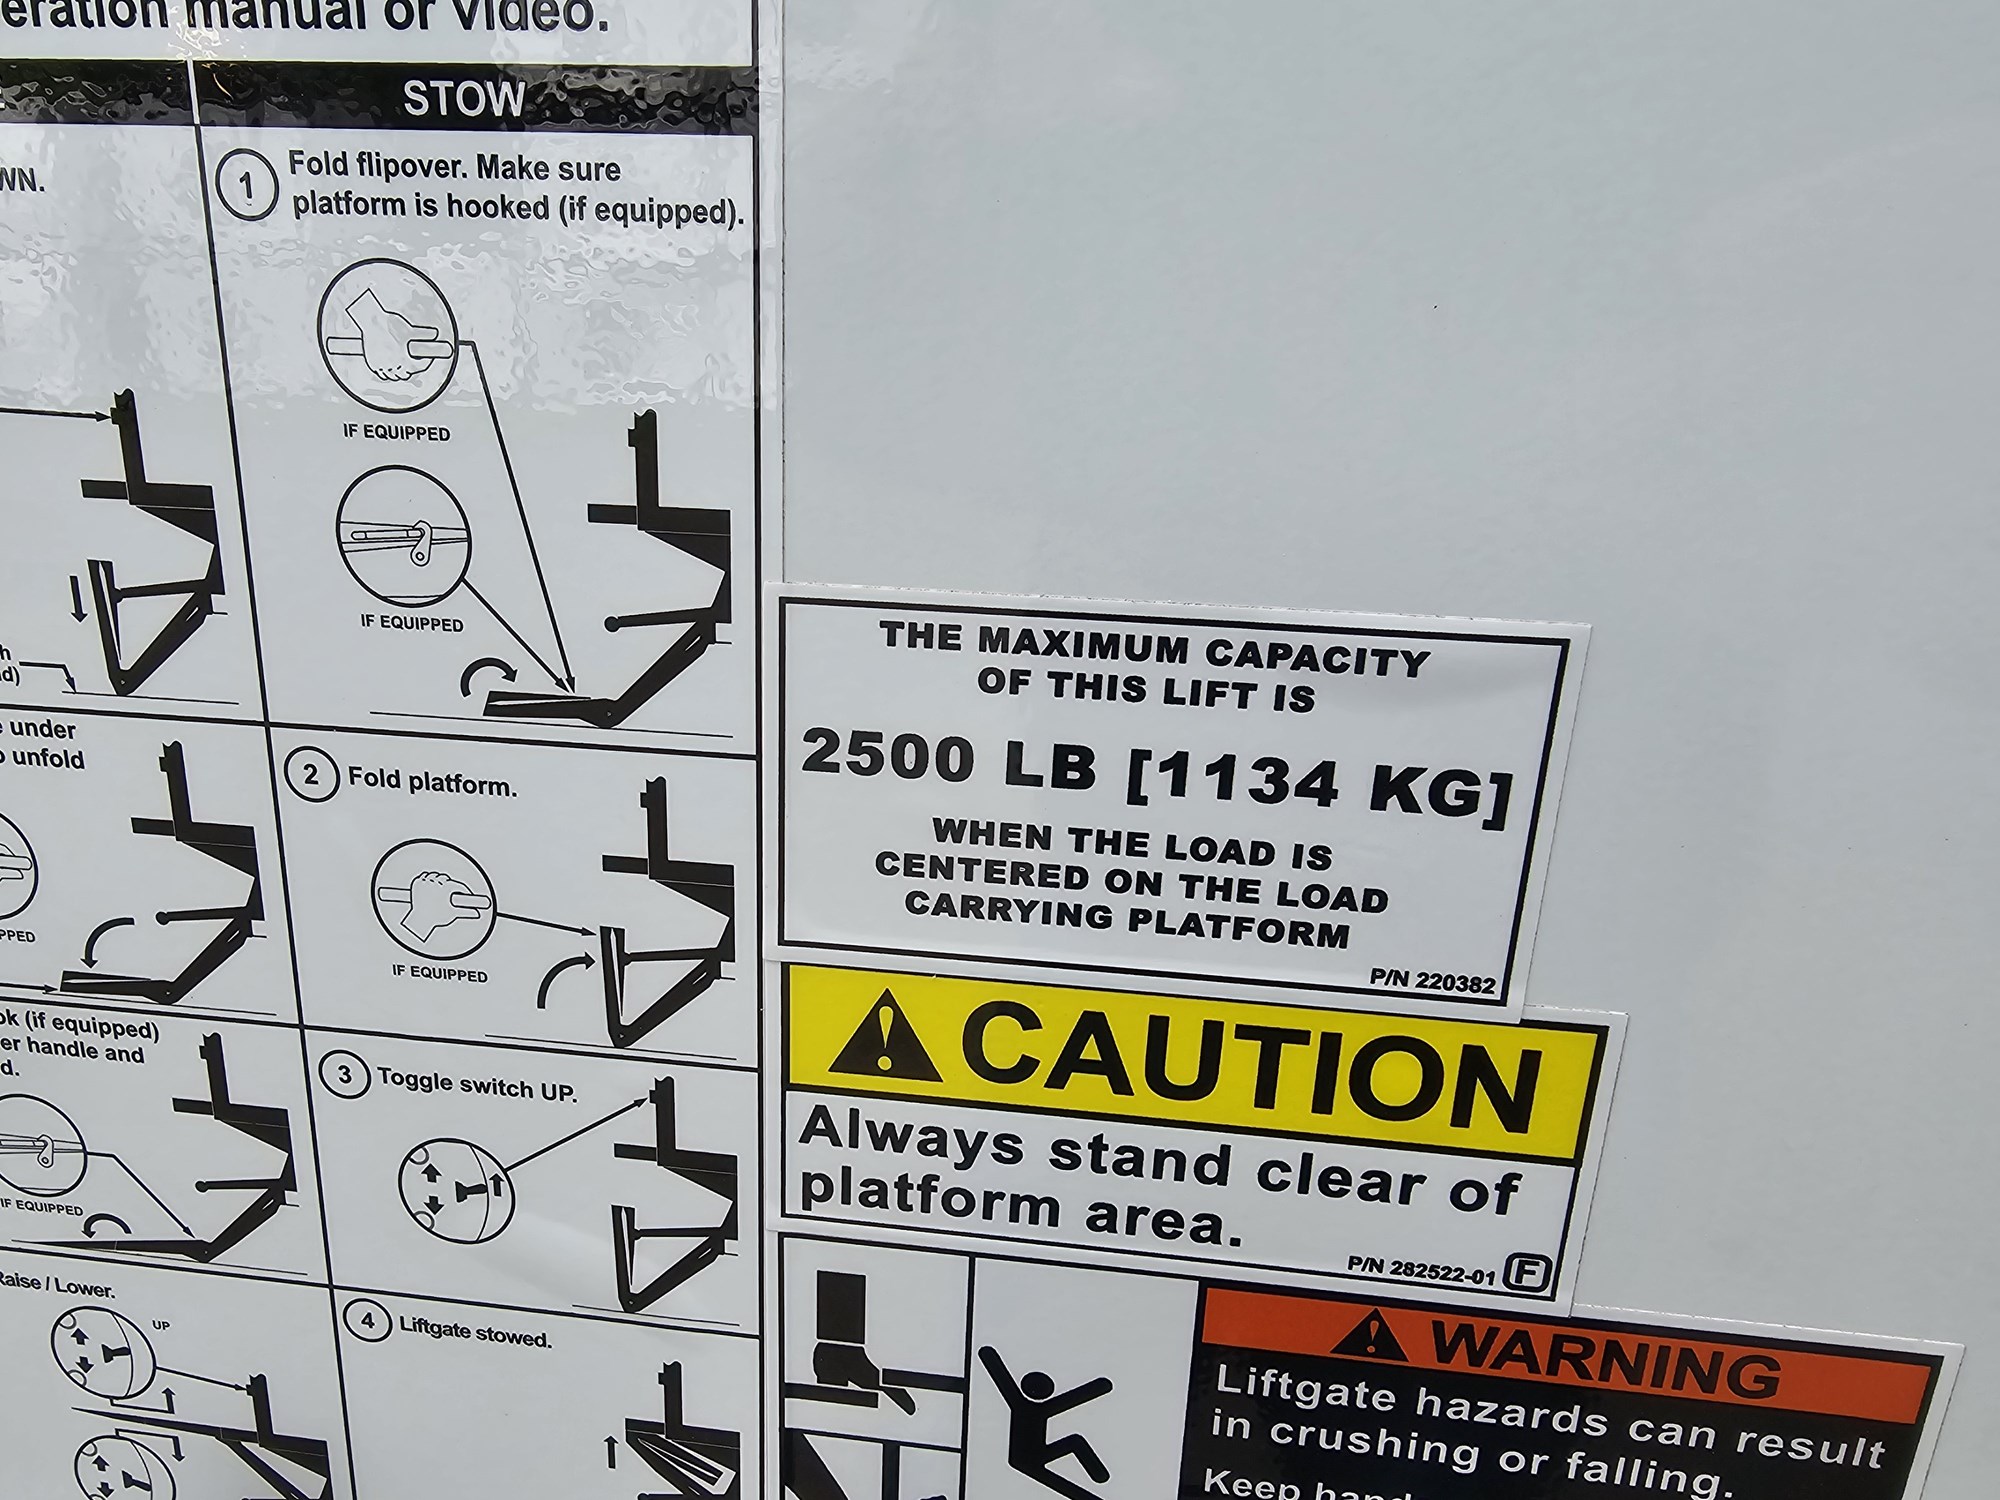 eration manual or video.
STOW
WN.
1
Fold flipover. Make sure
platform is hooked (if equipped).
IF EQUIPPED
IF EQUIPPED
under
unfold
2
Fold platform.
IF EQUIPPED
(if equipped)
er handle and
d.
IF EQUIPPED
3
Toggle switch UP.
Raise / Lower.
UP
4
Liftgate stowed.
THE MAXIMUM CAPACITY
OF THIS LIFT IS
2500 LB [1134 KG]
WHEN THE LOAD IS
CENTERED ON THE LOAD
CARRYING PLATFORM
P/N 220382
CAUTION
Always stand clear of
platform area.
P/N 282522-01 F
WARNING
Liftgate hazards can result
in crushing or falling.
Keep hand